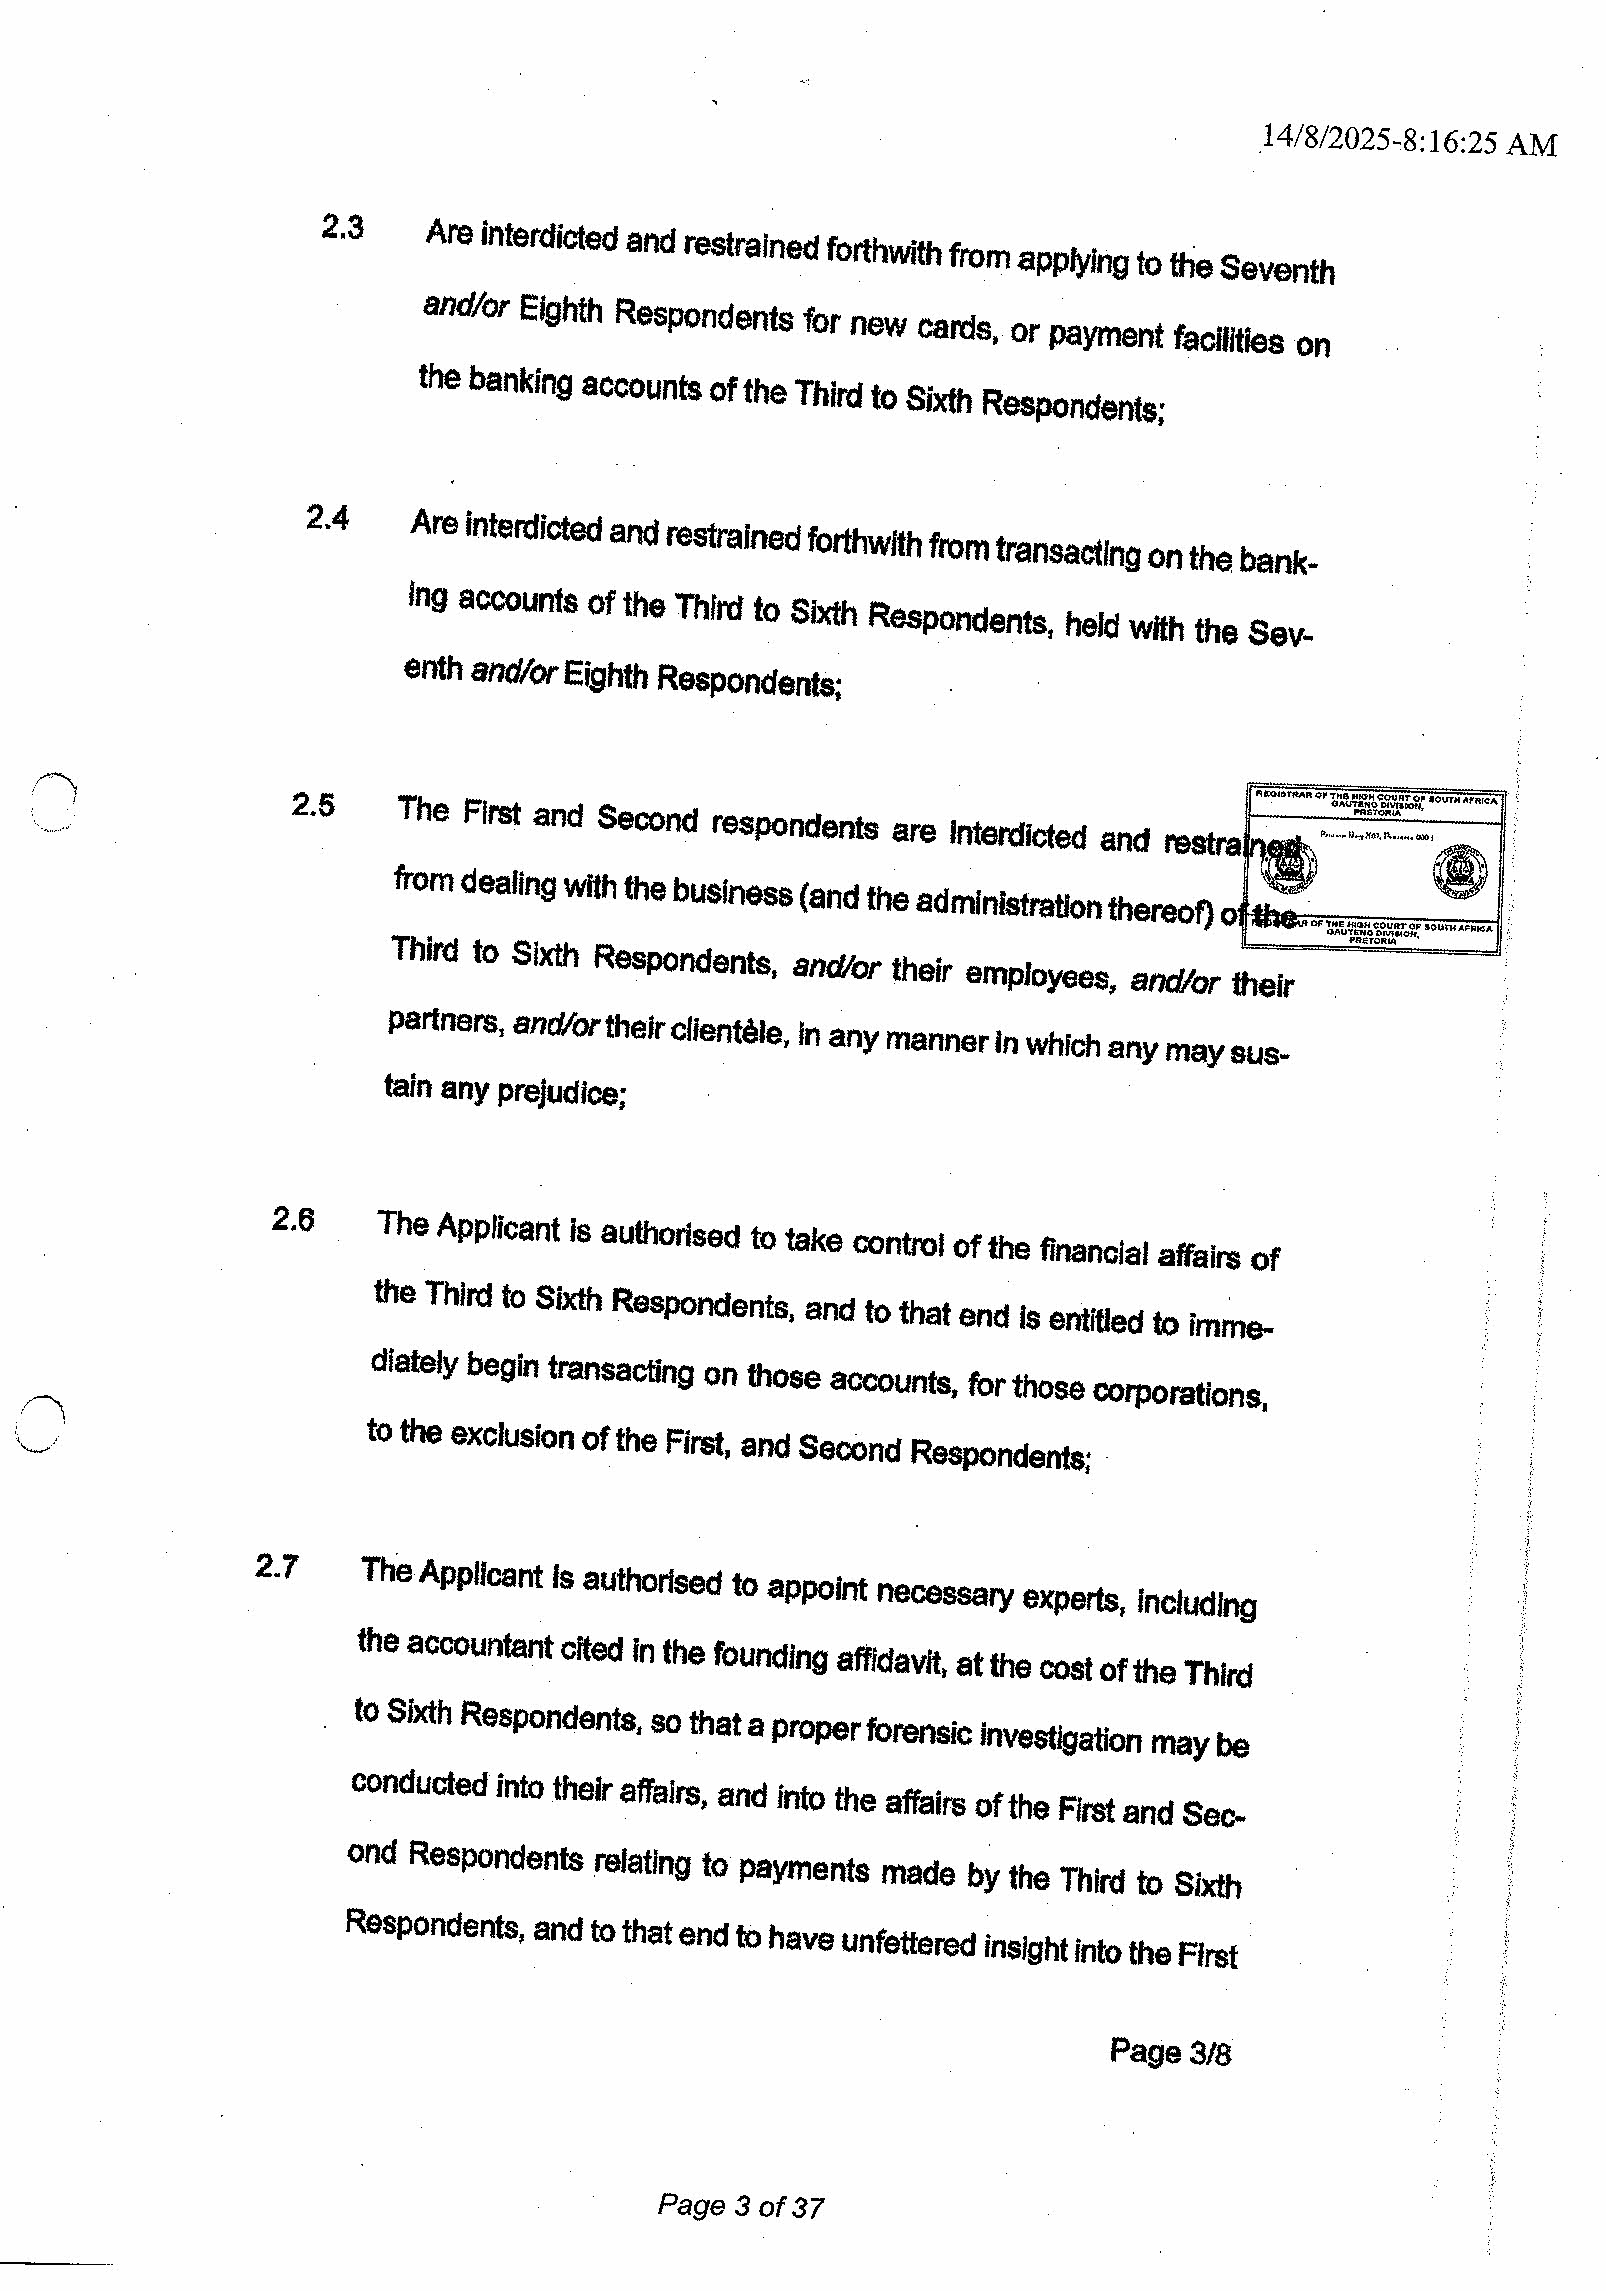 14/8/2025-8:16:25 AM
2.3 Are interdicted and restrained forthwith from applying to the Seventh
and/or Eighth Respondents for new cards, or payment facilities on
the banking accounts of the Third to Sixth Respondents;
2.4 Are interdicted and restrained forthwith from transacting on the bank-
ing accounts of the Third to Sixth Respondents, held with the Sev-
enth and/or Eighth Respondents;
REGISTRAR OF THE HIGH COURT OF SOUTH AFRICA
GAUTENG DIVISION,
PRETORIA
2.5 The First and Second respondents are interdicted and restrained
from dealing with the business (and the administration thereof) of the
OF THE HIGH COURT OF SOUTH AFRICA
GAUTENG DIVISION,
PRETORIA
Third to Sixth Respondents, and/or their employees, and/or their
partners, and/or their clientèle, in any manner in which any may sus-
tain any prejudice;
2.6 The Applicant is authorised to take control of the financial affairs of
the Third to Sixth Respondents, and to that end is entitled to imme-
diately begin transacting on those accounts, for those corporations,
to the exclusion of the First, and Second Respondents;
2.7 The Applicant is authorised to appoint necessary experts, including
the accountant cited in the founding affidavit, at the cost of the Third
to Sixth Respondents, so that a proper forensic investigation may be
conducted into their affairs, and into the affairs of the First and Sec-
ond Respondents relating to payments made by the Third to Sixth
Respondents, and to that end to have unfettered insight into the First
Page 3/8
Page 3 of 37